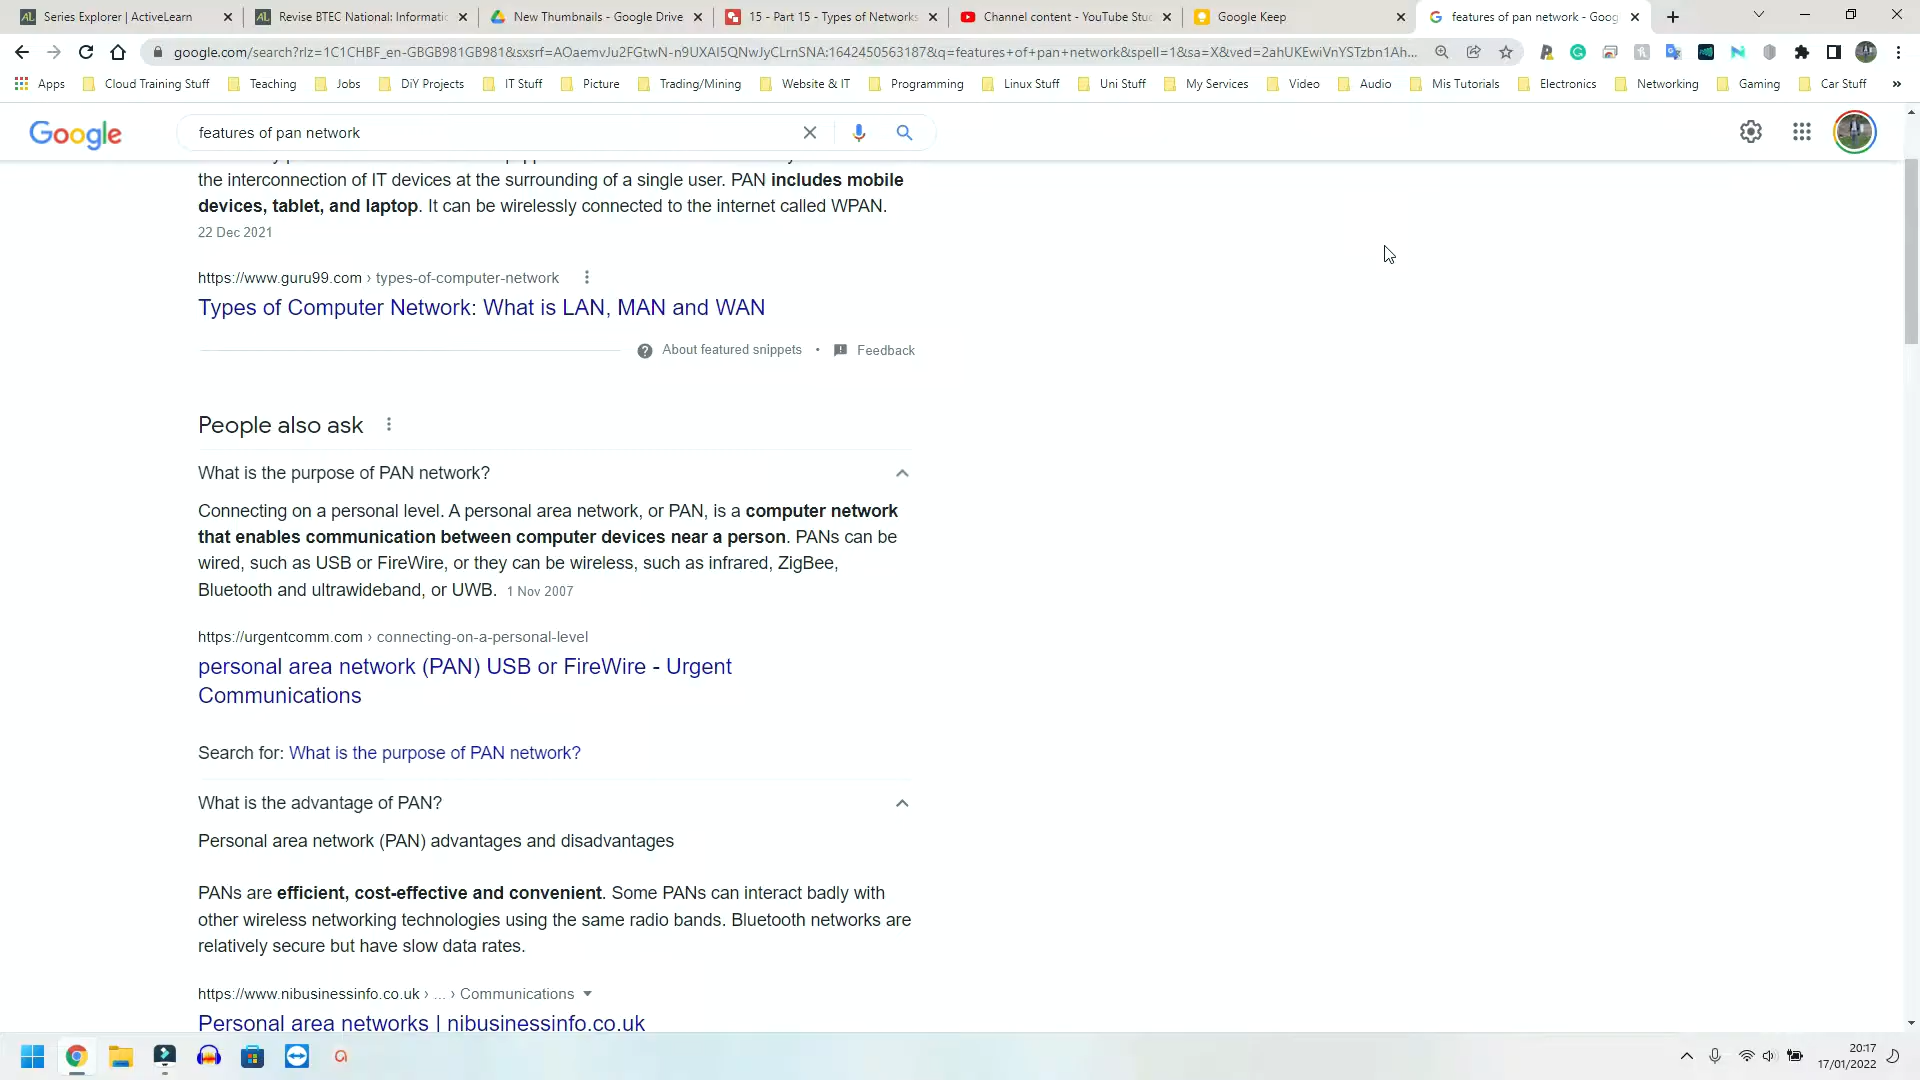 Series Explorer | ActiveLearn
Revise BTEC National: Informatic
New Thumbnails - Google Drive
15 - Part 15 - Types of Networks
Channel content - YouTube Stud
Google Keep
features of pan network - Goog
google.com/search?rlz=1C1CHBF_en-GBGB981GB981&sxsrf=AOaemvJu2FGtwN-n9UXAI5QNwJyCLrnSNA:1642450563187&q=features+of+pan+network&spell=1&sa=X&ved=2ahUKEwiVnYSTzbn1Ah...
Apps
Cloud Training Stuff
Teaching
Jobs
DiY Projects
IT Stuff
Picture
Trading/Mining
Website & IT
Programming
Linux Stuff
Uni Stuff
My Services
Video
Audio
Mis Tutorials
Electronics
Networking
Gaming
Car Stuff
»
Google
features of pan network
the interconnection of IT devices at the surrounding of a single user. PAN includes mobile
devices, tablet, and laptop. It can be wirelessly connected to the internet called WPAN.
22 Dec 2021
https://www.guru99.com › types-of-computer-network
Types of Computer Network: What is LAN, MAN and WAN
About featured snippets • Feedback
People also ask
What is the purpose of PAN network?
Connecting on a personal level. A personal area network, or PAN, is a computer network
that enables communication between computer devices near a person. PANs can be
wired, such as USB or FireWire, or they can be wireless, such as infrared, ZigBee,
Bluetooth and ultrawideband, or UWB. 1 Nov 2007
https://urgentcomm.com › connecting-on-a-personal-level
personal area network (PAN) USB or FireWire - Urgent
Communications
Search for: What is the purpose of PAN network?
What is the advantage of PAN?
Personal area network (PAN) advantages and disadvantages
PANs are efficient, cost-effective and convenient. Some PANs can interact badly with
other wireless networking technologies using the same radio bands. Bluetooth networks are
relatively secure but have slow data rates.
https://www.nibusinessinfo.co.uk › ... › Communications
Personal area networks | nibusinessinfo.co.uk
20:17
17/01/2022